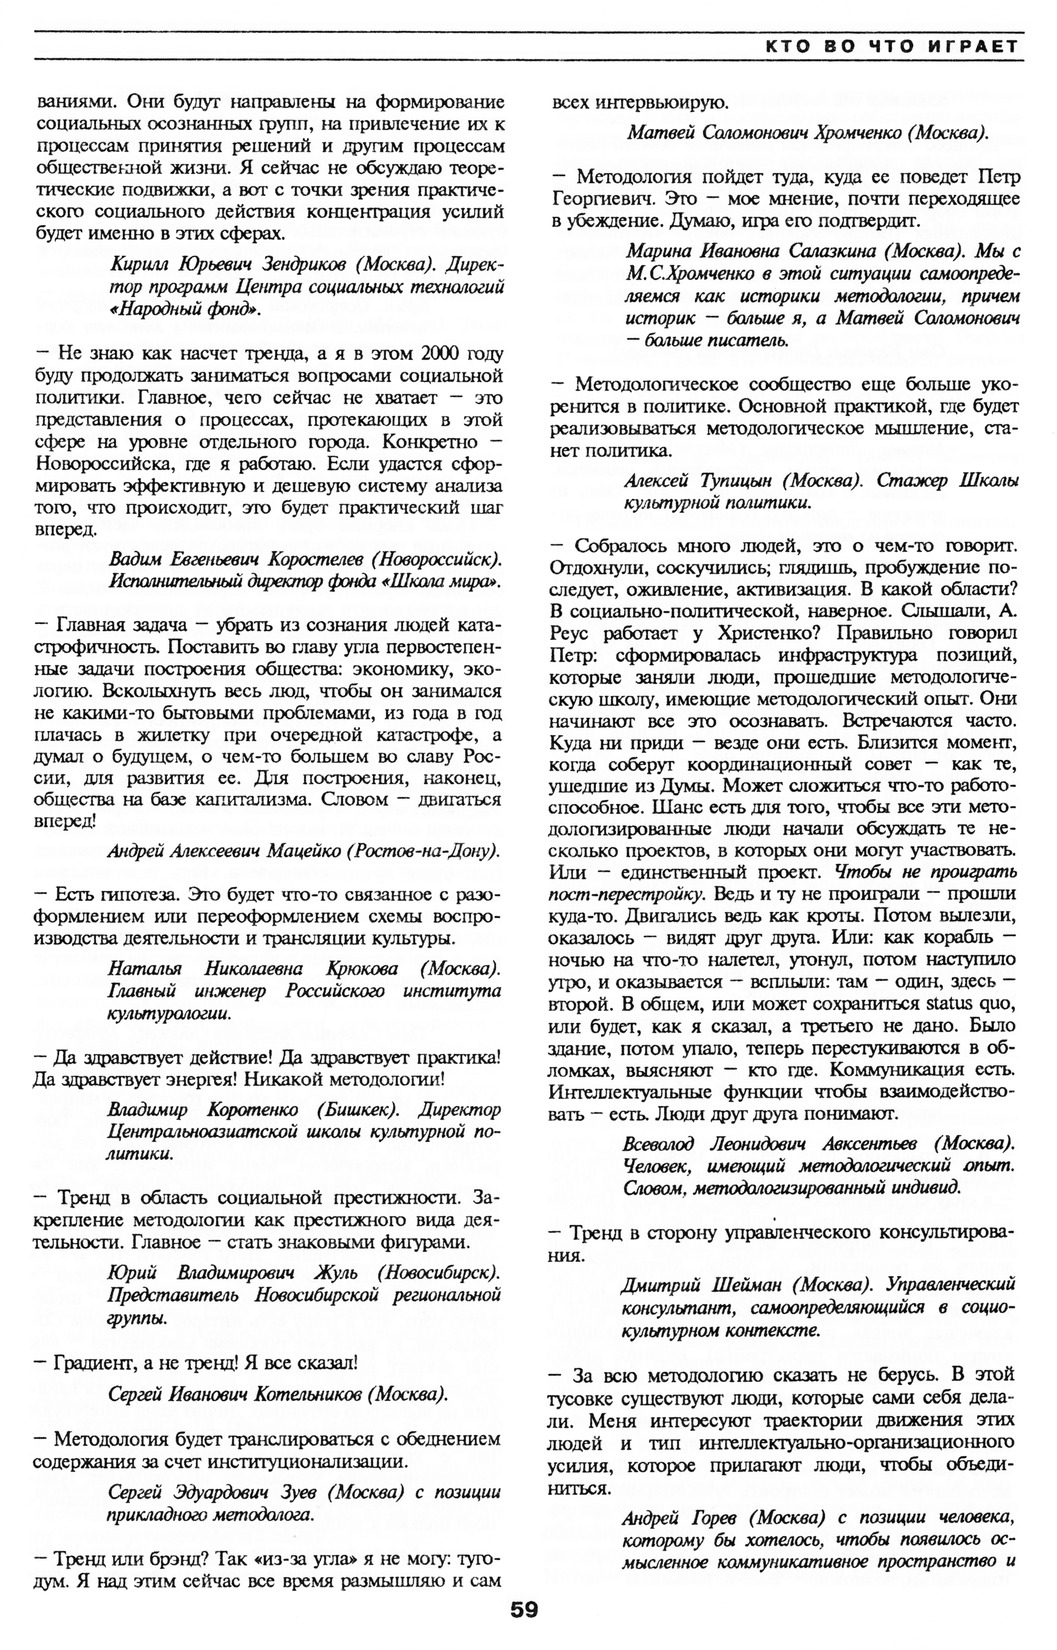 КТО ВО ЧТО ИГРАЕТ
ваниями. Они будут направлены на формирование
социальных осознанных групп, на привлечение их к
процессам принятия решений и другим процессам
общественной жизни. Я сейчас не обсуждаю теоре-
тические подвижки, а вот с точки зрения практиче-
ского социального действия концентрация усилий
будет именно в этих сферах.
Кирилл Юрьевич Зендриков (Москва). Дирек-
тор программ Центра социальных технологий
«Народный фонд».
— Не знаю как насчет тренда, а я в этом 2000 году
буду продолжать заниматься вопросами социальной
политики. Главное, чего сейчас не хватает — это
представления о процессах, протекающих в этой
сфере на уровне отдельного города. Конкретно —
Новороссийска, где я работаю. Если удастся сфор-
мировать эффективную и дешевую систему анализа
того, что происходит, это будет практический шаг
вперед.
Вадим Евгеньевич Коростелев (Новороссийск).
Исполнительный директор фонда «Школа мира».
— Главная задача — убрать из сознания людей ката-
строфичность. Поставить во главу угла первостепен-
ные задачи построения общества: экономику, эко-
логию. Всколыхнуть весь люд, чтобы он занимался
не какими-то бытовыми проблемами, из года в год
плачась в жилетку при очередной катастрофе, а
думал о будущем, о чем-то большем во славу Рос-
сии, для развития ее. Для построения, наконец,
общества на базе капитализма. Словом — двигаться
вперед!
Андрей Алексеевич Мацейко (Ростов-на-Дону).
— Есть гипотеза. Это будет что-то связанное с разо-
формлением или переоформлением схемы воспро-
изводства деятельности и трансляции культуры.
Наталья Николаевна Крюкова (Москва).
Главный инженер Российского института
культурологии.
— Да здравствует действие! Да здравствует практика!
Да здравствует энергея! Никакой методологии!
Владимир Коротенко (Бишкек). Директор
Центральноазиатской школы культурной по-
литики.
— Тренд в область социальной престижности. За-
крепление методологии как престижного вида дея-
тельности. Главное — стать знаковыми фигурами.
Юрий Владимирович Жуль (Новосибирск).
Представитель Новосибирской региональной
группы.
— Градиент, а не тренд! Я все сказал!
Сергей Иванович Котельников (Москва).
— Методология будет транслироваться с обеднением
содержания за счет институционализации.
Сергей Эдуардович Зуев (Москва) с позиции
прикладного методолога.
— Тренд или брэнд? Так «из-за угла» я не могу: туго-
дум. Я над этим сейчас все время размышляю и сам
всех интервьюирую.
Матвей Соломонович Хромченко (Москва).
— Методология пойдет туда, куда ее поведет Петр
Георгиевич. Это — мое мнение, почти переходящее
в убеждение. Думаю, игра его подтвердит.
Марина Ивановна Салазкина (Москва). Мы с
М.С.Хромченко в этой ситуации самоопреде-
ляемся как историки методологии, причем
историк — больше я, а Матвей Соломонович
— больше писатель.
— Методологическое сообщество еще больше уко-
ренится в политике. Основной практикой, где будет
реализовываться методологическое мышление, ста-
нет политика.
Алексей Тупицын (Москва). Стажер Школы
культурной политики.
— Собралось много людей, это о чем-то говорит.
Отдохнули, соскучились; глядишь, пробуждение по-
следует, оживление, активизация. В какой области?
В социально-политической, наверное. Слышали, А.
Реус работает у Христенко? Правильно говорил
Петр: сформировалась инфраструктура позиций,
которые заняли люди, прошедшие методологиче-
скую школу, имеющие методологический опыт. Они
начинают все это осознавать. Встречаются часто.
Куда ни приди — везде они есть. Близится момент,
когда соберут координационный совет — как те,
ушедшие из Думы. Может сложиться что-то работо-
способное. Шанс есть для того, чтобы все эти мето-
дологизированные люди начали обсуждать те не-
сколько проектов, в которых они могут участвовать.
Или — единственный проект. Чтобы не проиграть
пост-перестройку. Ведь и ту не проиграли — прошли
куда-то. Двигались ведь как кроты. Потом вылезли,
оказалось — видят друг друга. Или: как корабль —
ночью на что-то налетел, утонул, потом наступило
утро, и оказывается — всплыли: там — один, здесь —
второй. В общем, или может сохраниться status quo,
или будет, как я сказал, а третьего не дано. Было
здание, потом упало, теперь перестукиваются в об-
ломках, выясняют — кто где. Коммуникация есть.
Интеллектуальные функции чтобы взаимодейство-
вать — есть. Люди друг друга понимают.
Всеволод Леонидович Авксентьев (Москва).
Человек, имеющий методологический опыт.
Словом, методологизированный индивид.
— Тренд в сторону управленческого консультирова-
ния.
Дмитрий Шейман (Москва). Управленческий
консультант, самоопределяющийся в социо-
культурном контексте.
— За всю методологию сказать не берусь. В этой
тусовке существуют люди, которые сами себя дела-
ли. Меня интересуют траектории движения этих
людей и тип интеллектуально-организационного
усилия, которое прилагают люди, чтобы объеди-
ниться.
Андрей Горев (Москва) с позиции человека,
которому бы хотелось, чтобы появилось ос-
мысленное коммуникативное пространство и
59